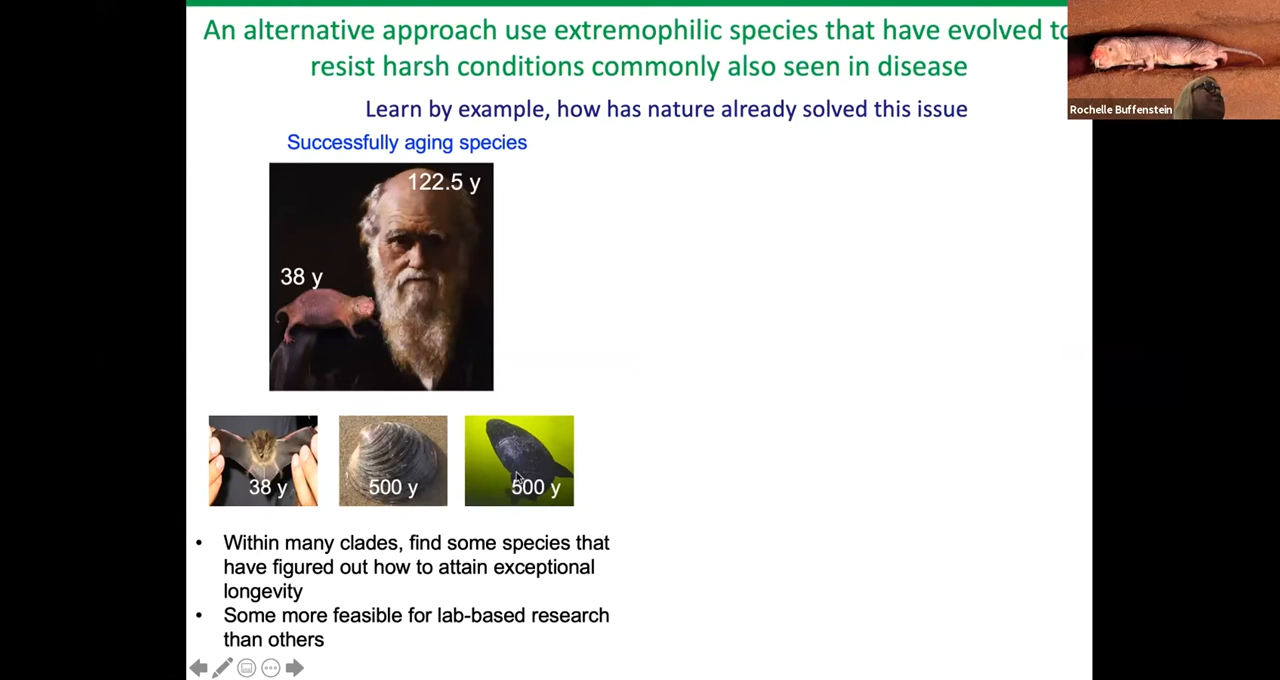 An alternative approach use extremophilic species that have evolved to
resist harsh conditions commonly also seen in disease
Learn by example, how has nature already solved this issue
Successfully aging species
122.5 y
38 y
38 y
500 y
500 y
• Within many clades, find some species that
have figured out how to attain exceptional
longevity
• Some more feasible for lab-based research
than others
Rochelle Buffenstein